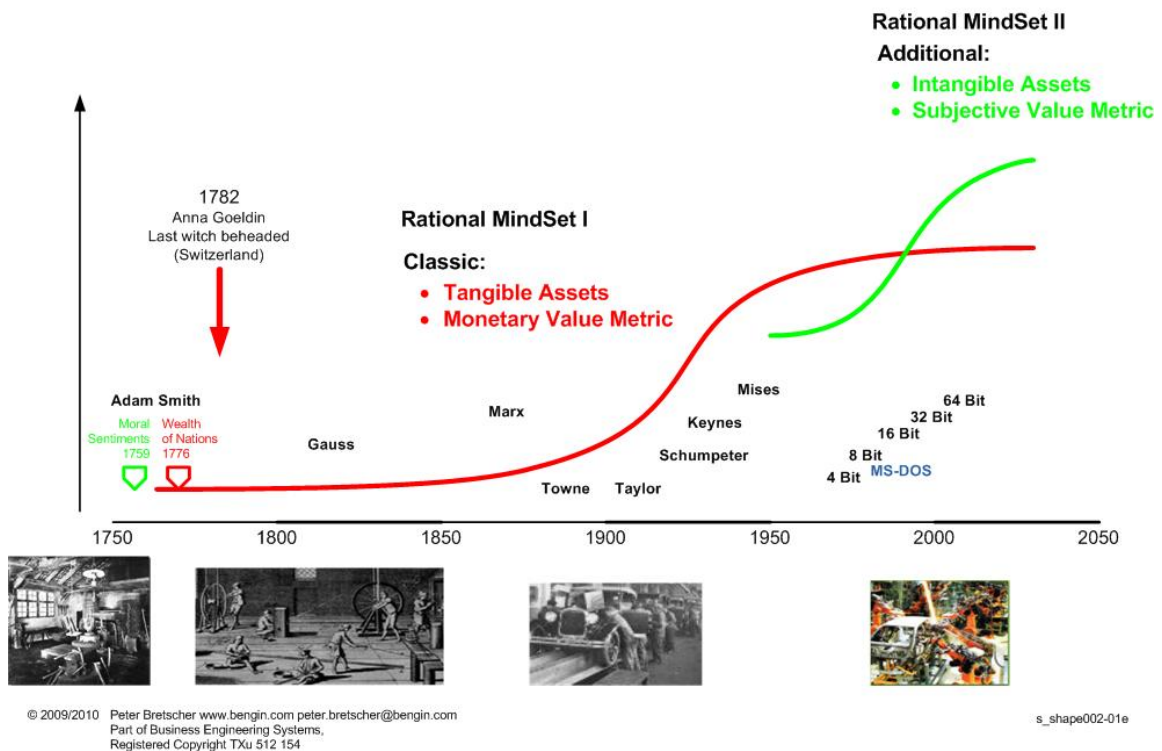 Rational MindSet II
Additional:
• Intangible Assets
• Subjective Value Metric
1782
Anna Goeldin
Last witch beheaded
(Switzerland)
Rational MindSet I
Classic:
• Tangible Assets
• Monetary Value Metric
Adam Smith
Moral
Sentiments
1759
Wealth
of Nations
1776
Gauss
Marx
Towne
Taylor
Schumpeter
Keynes
Mises
4 Bit
MS-DOS
8 Bit
16 Bit
32 Bit
64 Bit
1750
1800
1850
1900
1950
2000
2050
© 2009/2010 Peter Bretscher www.bengin.com peter.bretscher@bengin.com
Part of Business Engineering Systems,
Registered Copyright TXu 512 154
s_shape002-01e